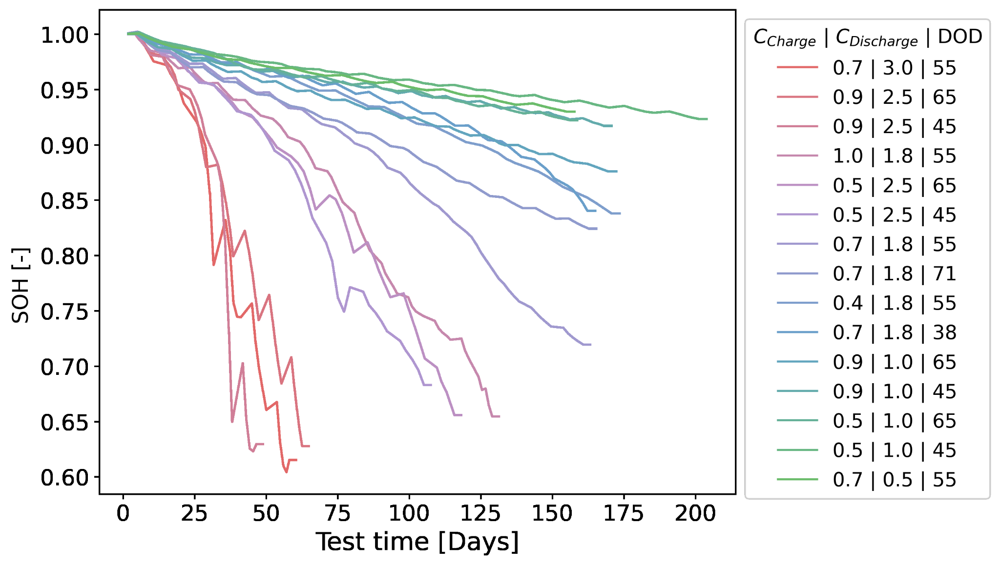 1.00
0.95
0.90
0.85
0.80
0.75
0.70
0.65
0.60
SOH [-]
0 25 50 75 100 125 150 175 200
Test time [Days]
C_Charge | C_Discharge | DOD
0.7 | 3.0 | 55
0.9 | 2.5 | 65
0.9 | 2.5 | 45
1.0 | 1.8 | 55
0.5 | 2.5 | 65
0.5 | 2.5 | 45
0.7 | 1.8 | 55
0.7 | 1.8 | 71
0.4 | 1.8 | 55
0.7 | 1.8 | 38
0.9 | 1.0 | 65
0.9 | 1.0 | 45
0.5 | 1.0 | 65
0.5 | 1.0 | 45
0.7 | 0.5 | 55